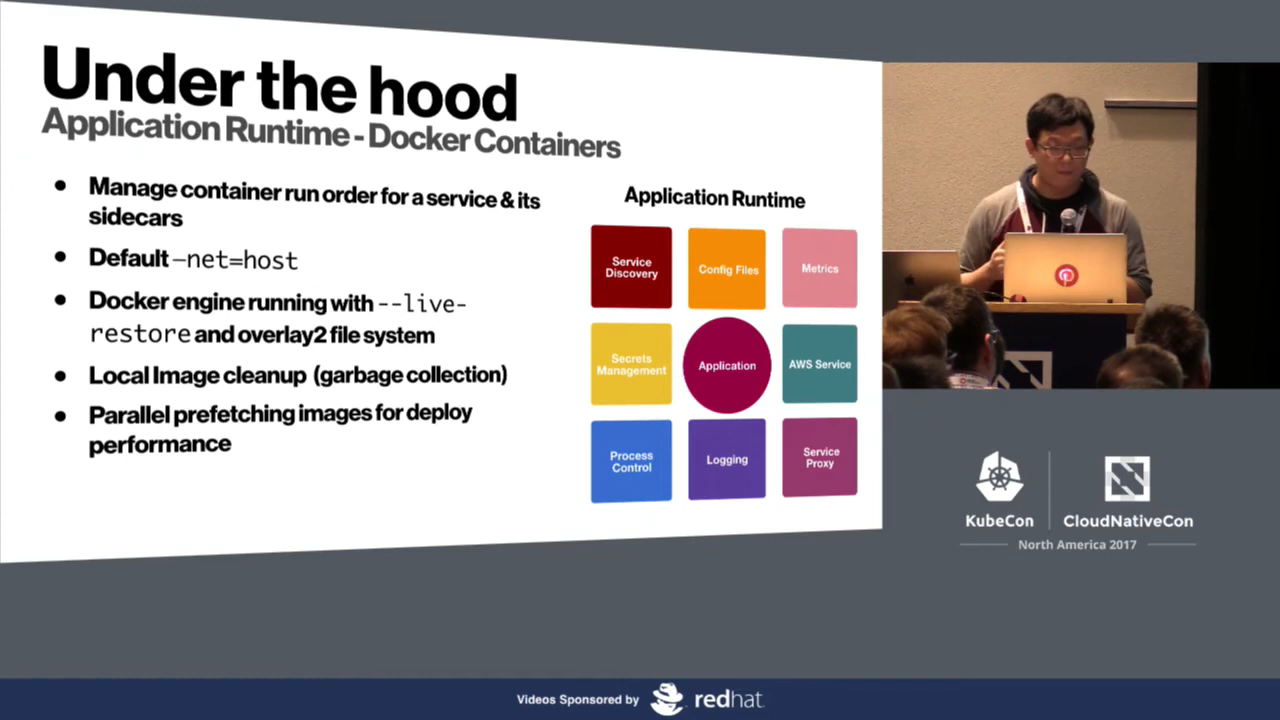 Under the hood
Application Runtime - Docker Containers
● Manage container run order for a service & its
sidecars
● Default –net=host
● Docker engine running with --live-
restore and overlay2 file system
● Local Image cleanup (garbage collection)
● Parallel prefetching images for deploy
performance
Application Runtime
Service
Discovery
Config Files
Metrics
Secrets
Management
Application
AWS Service
Process
Control
Logging
Service
Proxy
KubeCon
CloudNativeCon
North America 2017
Videos Sponsored by
redhat